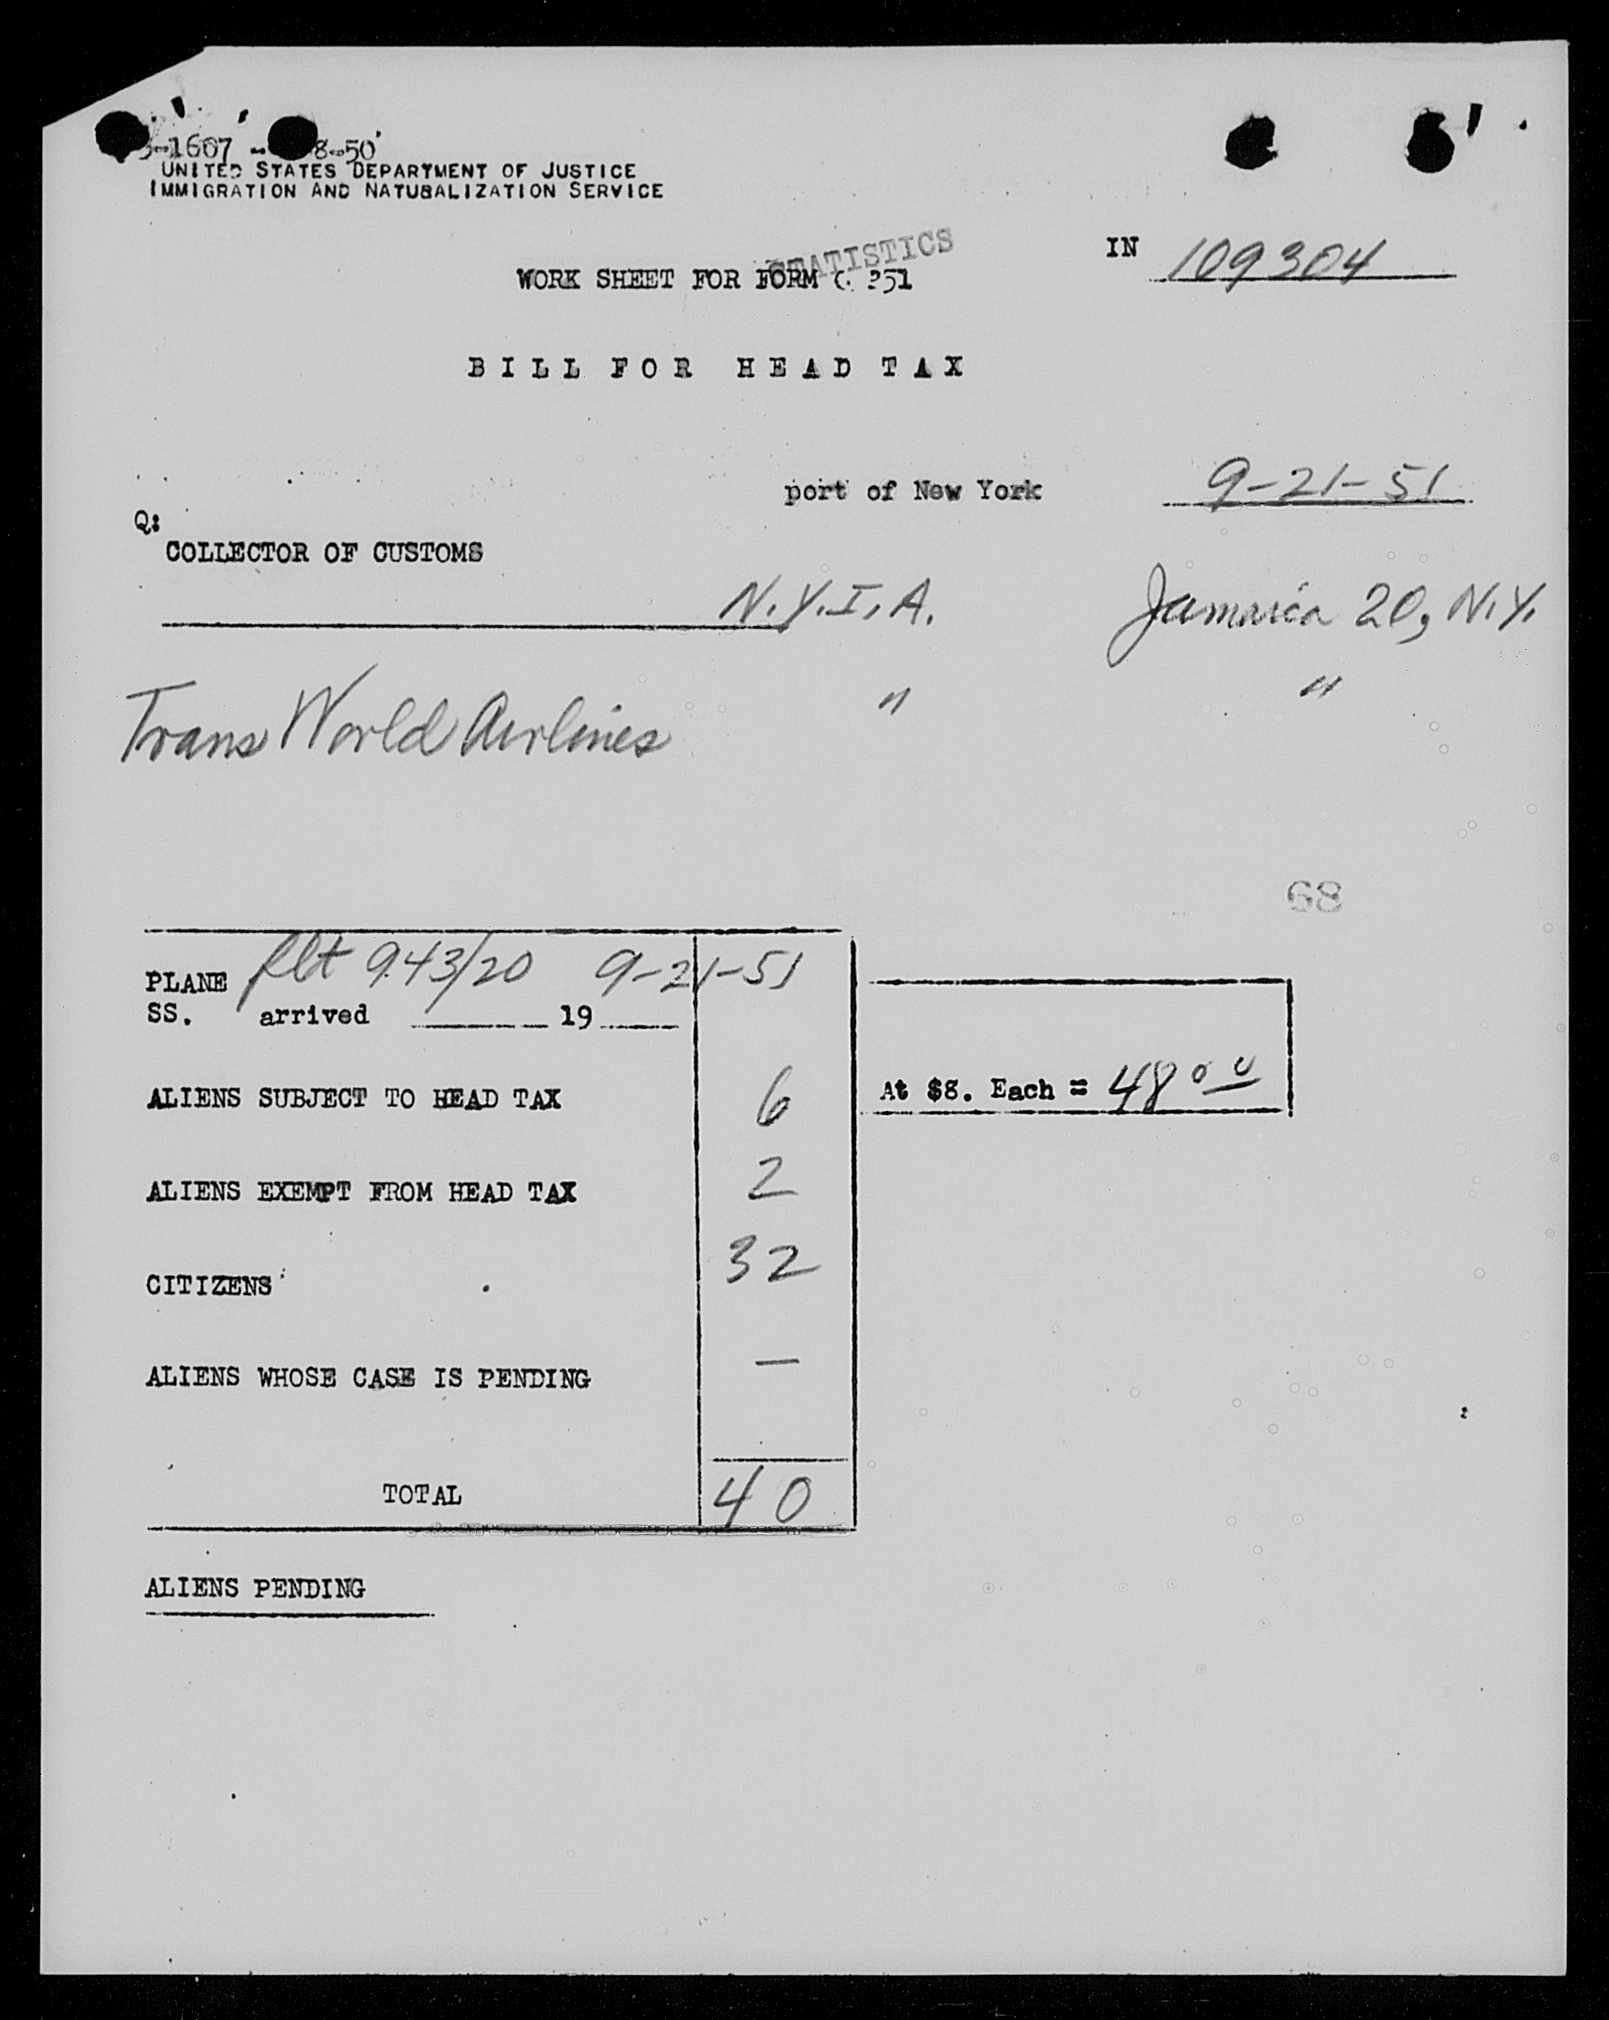 -1607 - 8-50
UNITED STATES DEPARTMENT OF JUSTICE
IMMIGRATION AND NATURALIZATION SERVICE
STATISTICS
IN 109304
WORK SHEET FOR FORM 351
BILL FOR HEAD TAX
port of New York 9-21-51
Q:
COLLECTOR OF CUSTOMS
N.Y.I.A. Jamaica 20, N.Y.
Trans World Airlines " "
68
PLANE flt 943/20 9-21-51
SS. arrived 19
ALIENS SUBJECT TO HEAD TAX 6 At $8. Each = 48 00
ALIENS EXEMPT FROM HEAD TAX 2
CITIZENS 32
ALIENS WHOSE CASE IS PENDING —
TOTAL 40
ALIENS PENDING